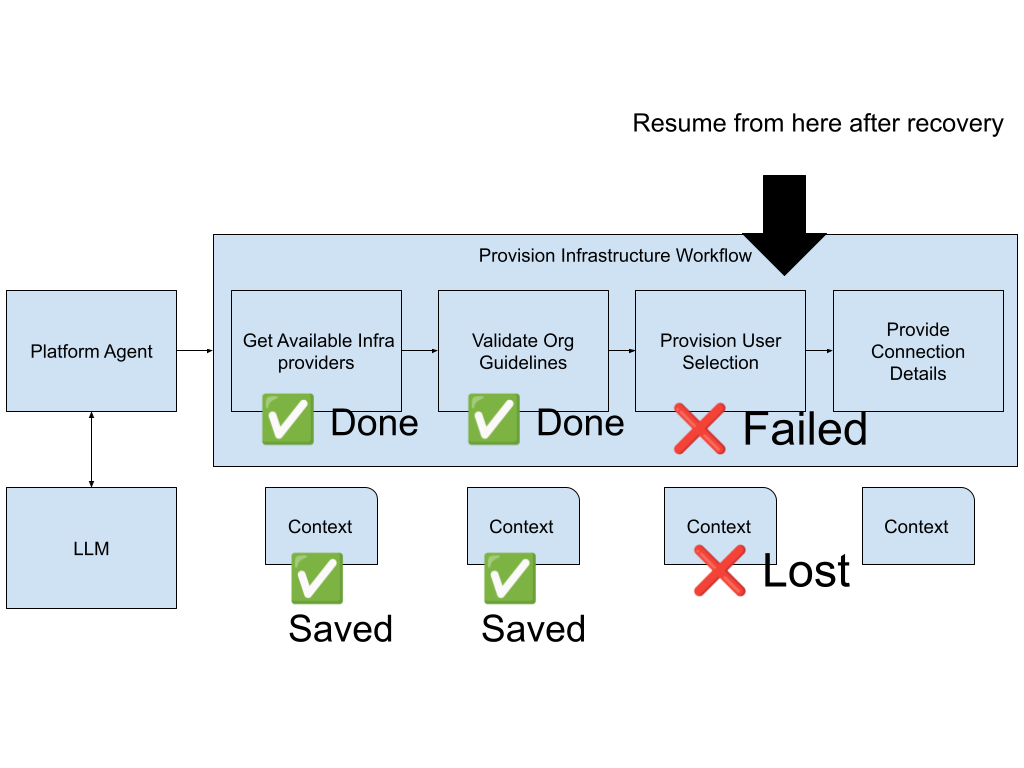 Resume from here after recovery
Provision Infrastructure Workflow
Platform Agent
Get Available Infra
providers
Validate Org
Guidelines
Provision User
Selection
Provide
Connection
Details
Done
Done
Failed
LLM
Context
Context
Context
Context
Saved
Saved
Lost